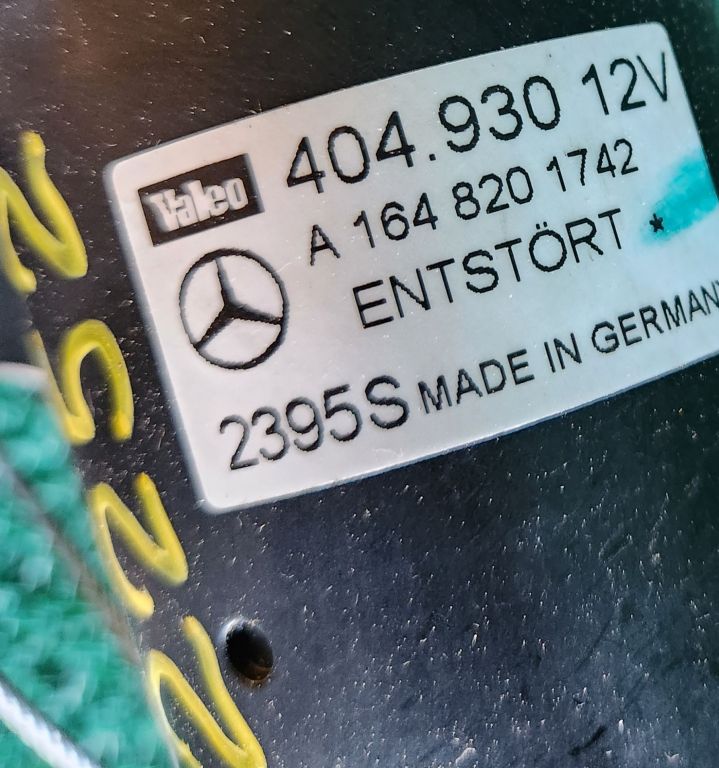 Valeo 404.930 12V
A 164 820 1742
ENTSTÖRT *
2395S MADE IN GERMANY